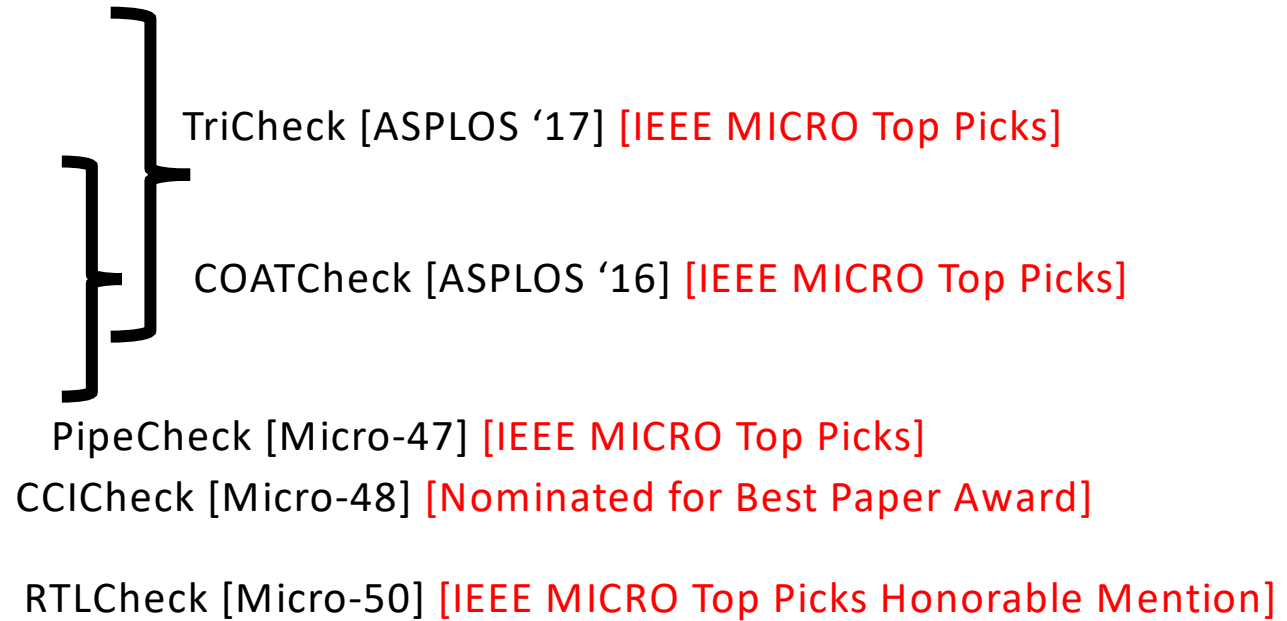 TriCheck [ASPLOS ‘17] [IEEE MICRO Top Picks]
COATCheck [ASPLOS ‘16] [IEEE MICRO Top Picks]
PipeCheck [Micro-47] [IEEE MICRO Top Picks]
CCICheck [Micro-48] [Nominated for Best Paper Award]
RTLCheck [Micro-50] [IEEE MICRO Top Picks Honorable Mention]